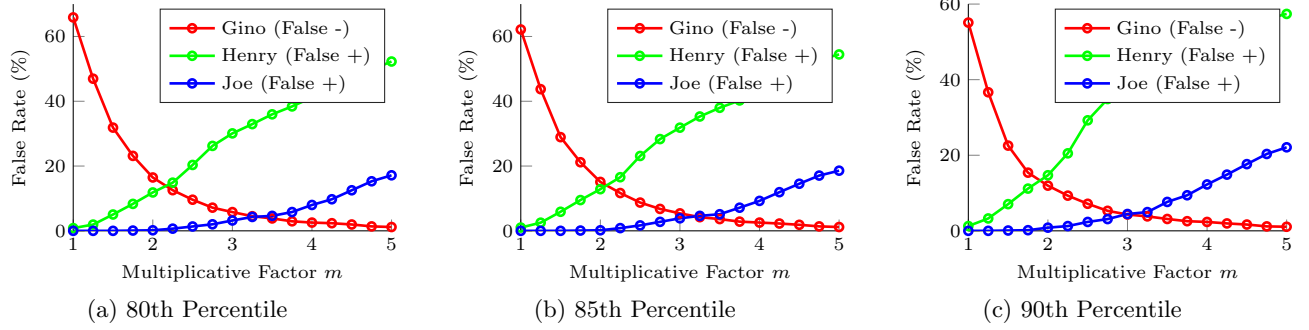 60
40
20
0
1
2
3
4
5
False Rate (%)
Multiplicative Factor m
Gino (False -)
Henry (False +)
Joe (False +)
(a) 80th Percentile
60
40
20
0
1
2
3
4
5
False Rate (%)
Multiplicative Factor m
Gino (False -)
Henry (False +)
Joe (False +)
(b) 85th Percentile
60
40
20
0
1
2
3
4
5
False Rate (%)
Multiplicative Factor m
Gino (False -)
Henry (False +)
Joe (False +)
(c) 90th Percentile